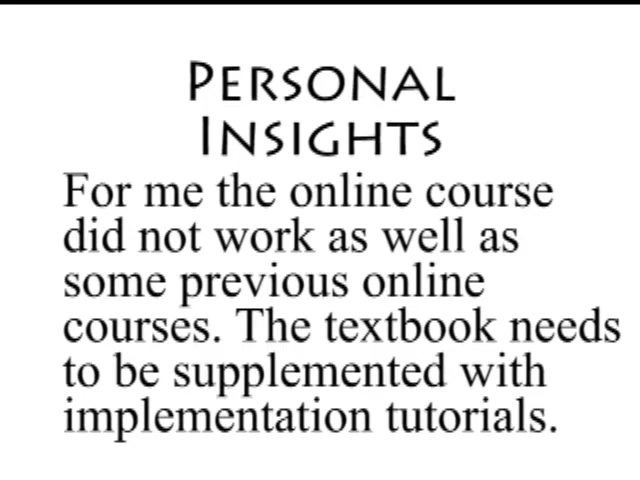 PERSONAL
INSIGHTS
For me the online course
did not work as well as
some previous online
courses. The textbook needs
to be supplemented with
implementation tutorials.